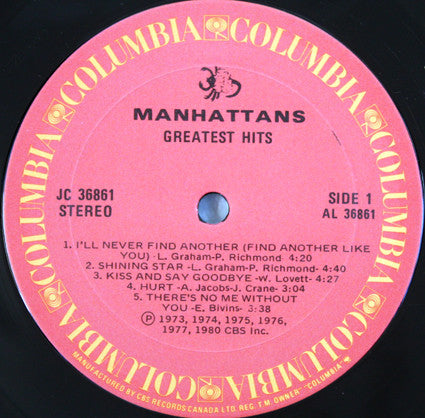 COLUMBIA COLUMBIA COLUMBIA COLUMBIA COLUMBIA COLUMBIA
MANHATTANS
GREATEST HITS
JC 36861
STEREO
SIDE 1
AL 36861
1. I'LL NEVER FIND ANOTHER (FIND ANOTHER LIKE
YOU) -L. Graham-P. Richmond- 4:20
2. SHINING STAR -L. Graham-P. Richmond- 4:40
3. KISS AND SAY GOODBYE -W. Lovett- 4:27
4. HURT -A. Jacobs-J. Crane- 3:04
5. THERE'S NO ME WITHOUT
YOU -E. Bivins- 3:38
Ⓟ 1973, 1974, 1975, 1976,
1977, 1980 CBS Inc.
MANUFACTURED BY CBS RECORDS CANADA LTD. REG. T.M. OWNER "COLUMBIA"